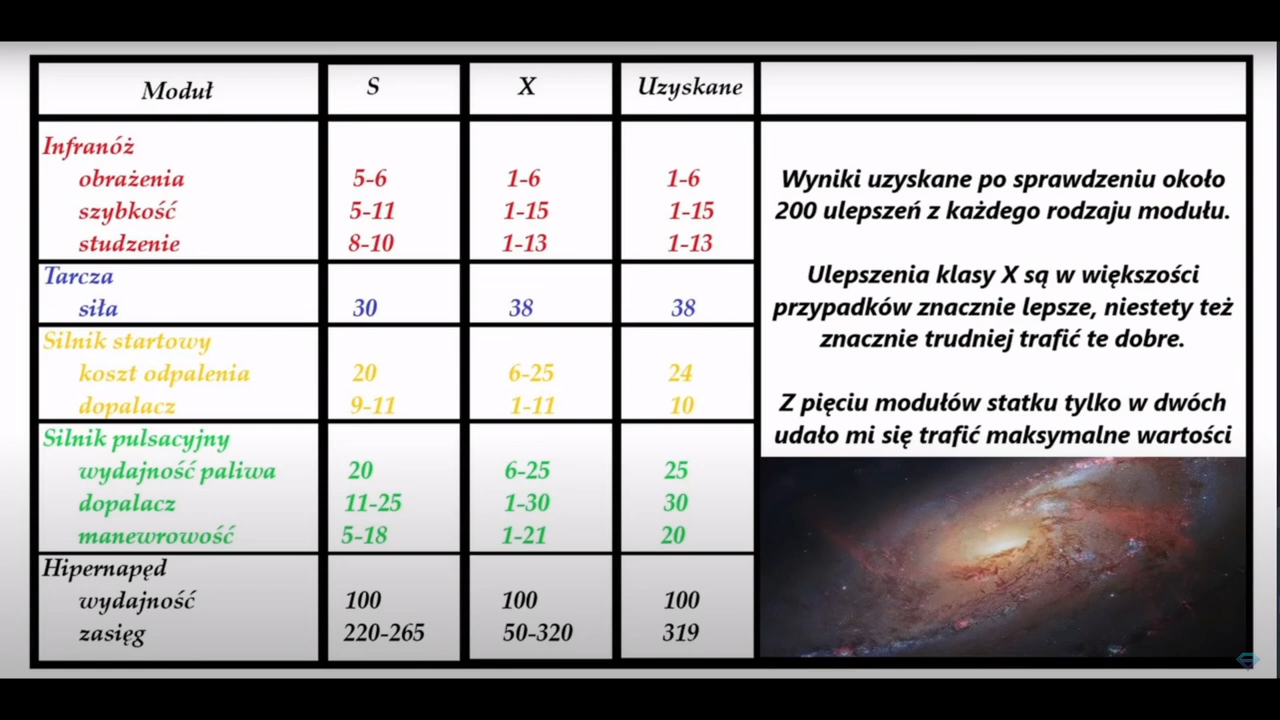 Moduł S X Uzyskane
Infranóż
obrażenia 5-6 1-6 1-6
szybkość 5-11 1-15 1-15
studzenie 8-10 1-13 1-13
Tarcza
siła 30 38 38
Silnik startowy
koszt odpalenia 20 6-25 24
dopalacz 9-11 1-11 10
Silnik pulsacyjny
wydajność paliwa 20 6-25 25
dopalacz 11-25 1-30 30
manewrowość 5-18 1-21 20
Hipernapęd
wydajność 100 100 100
zasięg 220-265 50-320 319
Wyniki uzyskane po sprawdzeniu około
200 ulepszeń z każdego rodzaju modułu.
Ulepszenia klasy X są w większości
przypadków znacznie lepsze, niestety też
znacznie trudniej trafić te dobre.
Z pięciu modułów statku tylko w dwóch
udało mi się trafić maksymalne wartości